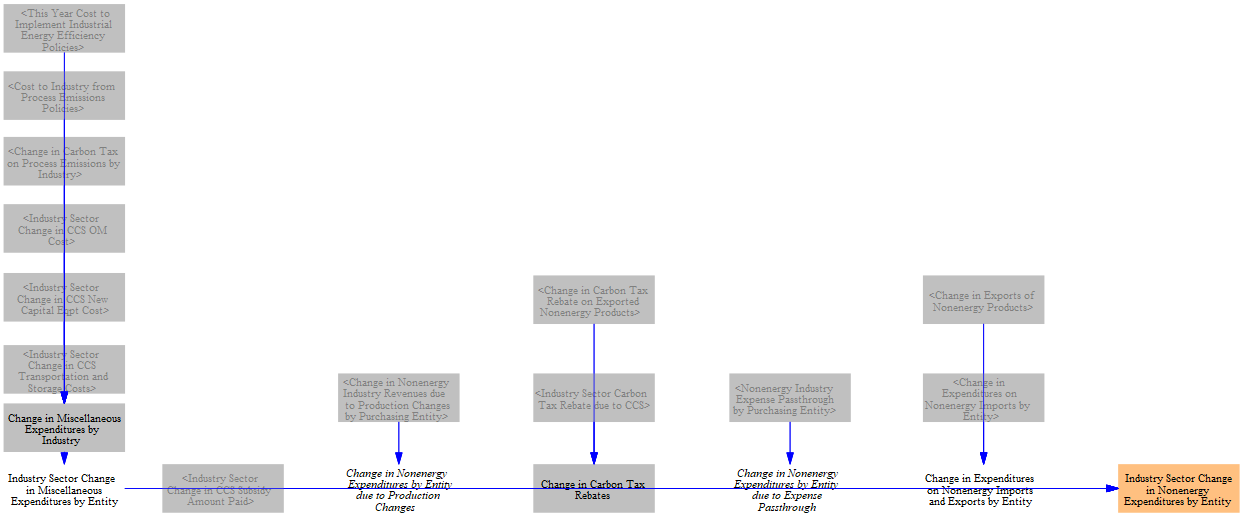 <This Year Cost to
Implement Industrial
Energy Efficiency
Policies>
<Cost to Industry from
Process Emissions
Policies>
<Change in Carbon Tax
on Process Emissions by
Industry>
<Industry Sector
Change in CCS OM
Cost>
<Industry Sector
Change in CCS New
Capital Eqpt Cost>
<Industry Sector
Change in CCS
Transportation and
Storage Costs>
Change in Miscellaneous
Expenditures by
Industry
Industry Sector Change
in Miscellaneous
Expenditures by Entity
<Industry Sector
Change in CCS Subsidy
Amount Paid>
<Change in Nonenergy
Industry Revenues due
to Production Changes
by Purchasing Entity>
Change in Nonenergy
Expenditures by Entity
due to Production
Changes
<Change in Carbon Tax
Rebate on Exported
Nonenergy Products>
<Industry Sector Carbon
Tax Rebate due to CCS>
Change in Carbon Tax
Rebates
<Nonenergy Industry
Expense Passthrough
by Purchasing Entity>
Change in Nonenergy
Expenditures by Entity
due to Expense
Passthrough
<Change in Exports of
Nonenergy Products>
<Change in
Expenditures on
Nonenergy Imports by
Entity>
Change in Expenditures
on Nonenergy Imports
and Exports by Entity
Industry Sector Change
in Nonenergy
Expenditures by Entity